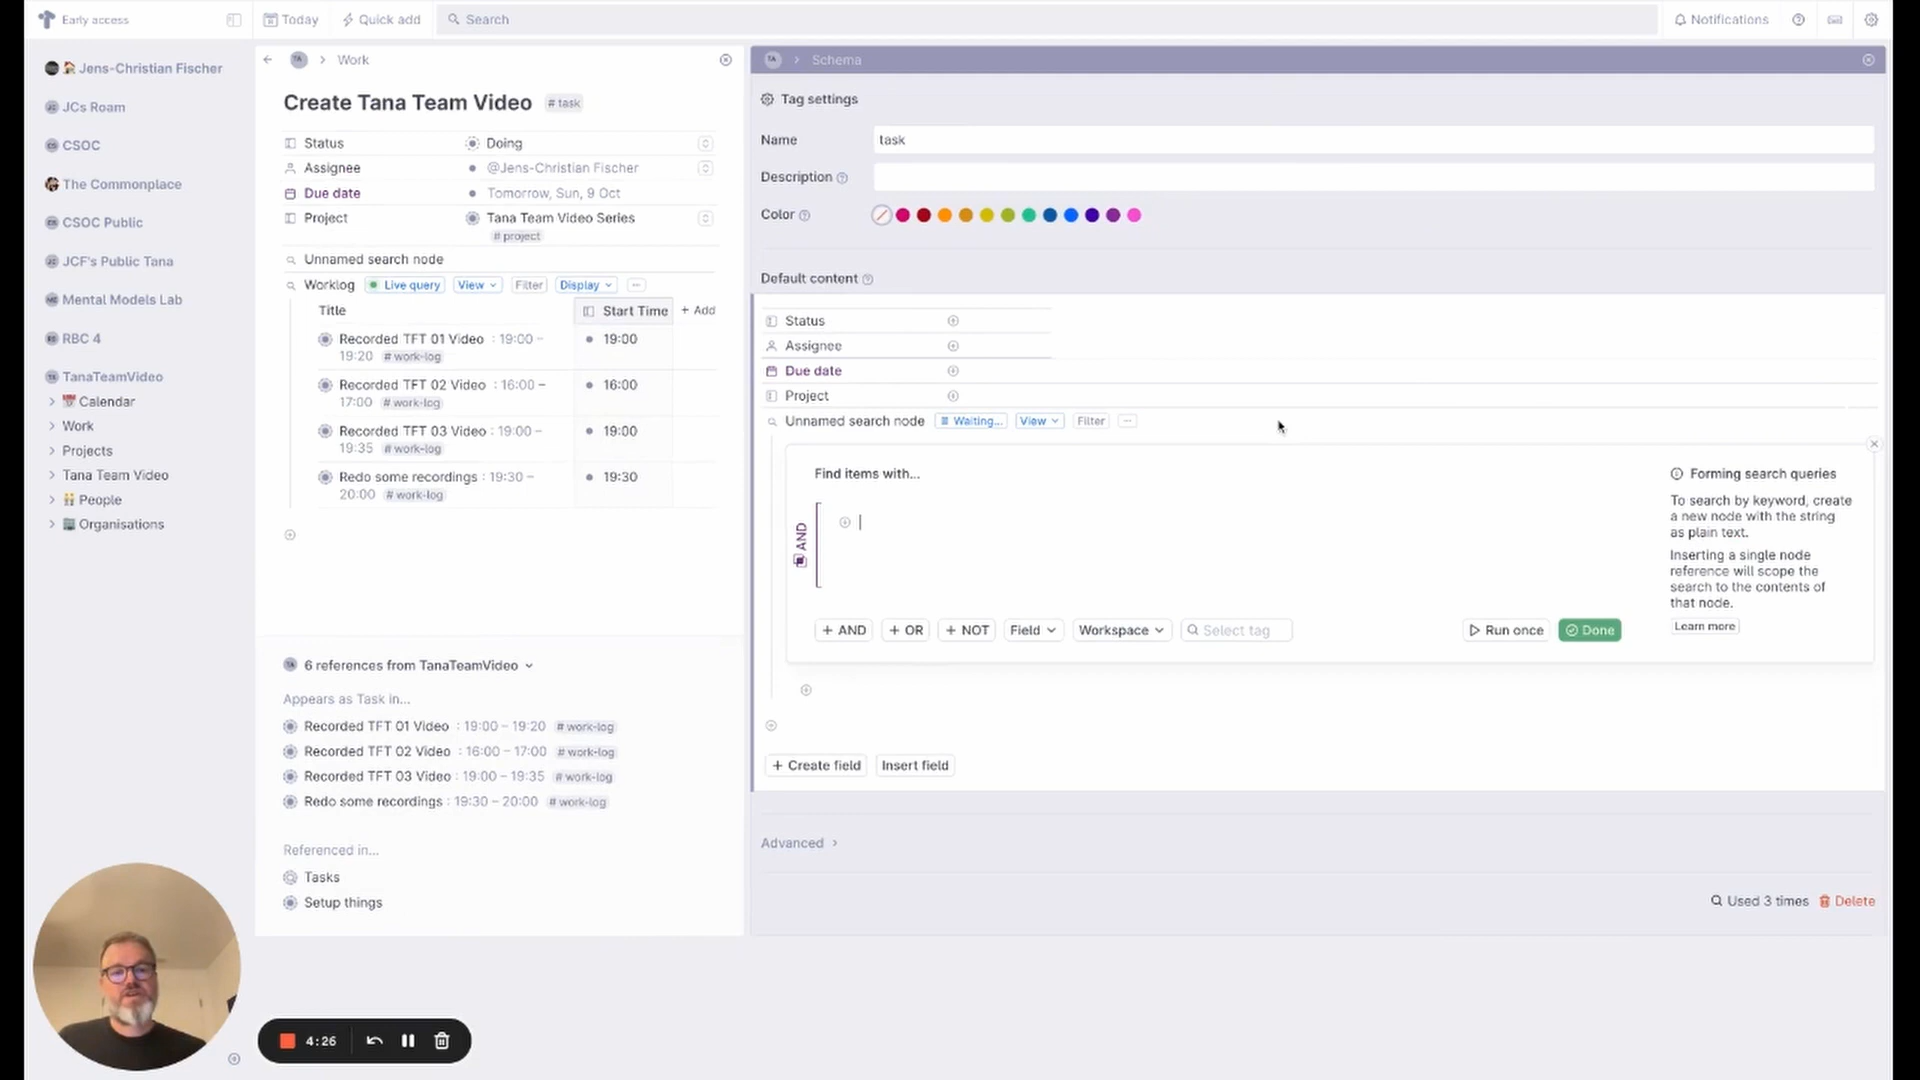 Early access
Today
Quick add
Search
Notifications
Jens-Christian Fischer
JCs Roam
CSOC
The Commonplace
CSOC Public
JCF's Public Tana
Mental Models Lab
RBC 4
TanaTeamVideo
Calendar
Work
Projects
Tana Team Video
People
Organisations
Work
Create Tana Team Video # task
Status Doing
Assignee @Jens-Christian Fischer
Due date Tomorrow, Sun, 9 Oct
Project Tana Team Video Series
# project
Unnamed search node
Worklog Live query View Filter Display
Title Start Time + Add
Recorded TFT 01 Video : 19:00 – 19:00
19:20 # work-log
Recorded TFT 02 Video : 16:00 – 16:00
17:00 # work-log
Recorded TFT 03 Video : 19:00 – 19:00
19:35 # work-log
Redo some recordings : 19:30 – 19:30
20:00 # work-log
6 references from TanaTeamVideo
Appears as Task in...
Recorded TFT 01 Video : 19:00 – 19:20 # work-log
Recorded TFT 02 Video : 16:00 – 17:00 # work-log
Recorded TFT 03 Video : 19:00 – 19:35 # work-log
Redo some recordings : 19:30 – 20:00 # work-log
Referenced in...
Tasks
Setup things
TA Schema
Tag settings
Name task
Description
Color
Default content
Status
Assignee
Due date
Project
Unnamed search node Waiting... View Filter
Find items with...
AND
+ AND + OR + NOT Field Workspace Select tag Run once Done
Forming search queries
To search by keyword, create
a new node with the string
as plain text.
Inserting a single node
reference will scope the
search to the contents of
that node.
Learn more
+ Create field Insert field
Advanced
Used 3 times Delete
4:26